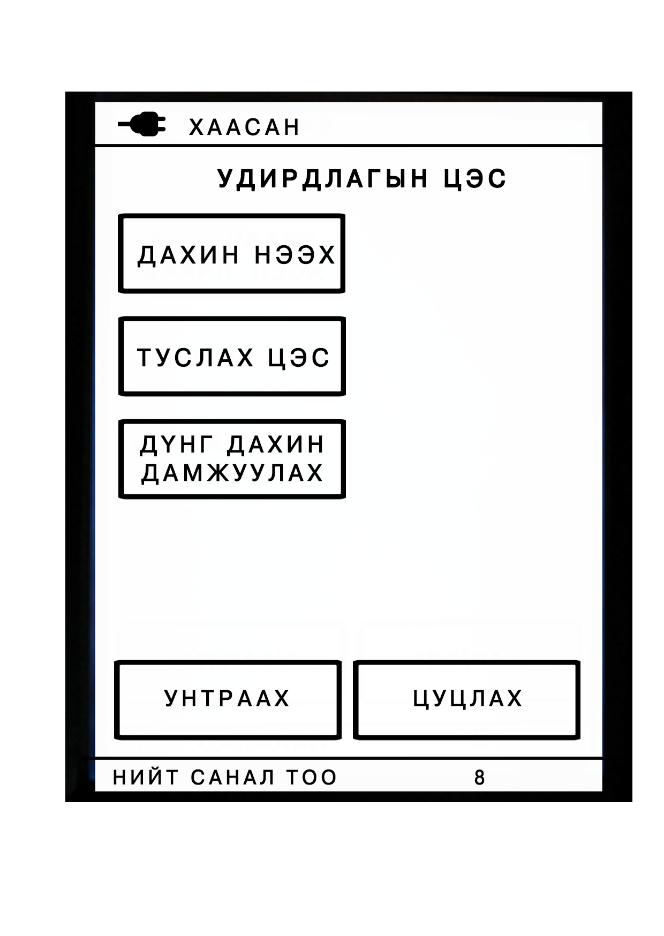 ХААСАН
УДИРДЛАГЫН ЦЭС
ДАХИН НЭЭХ
ТУСЛАХ ЦЭС
ДҮНГ ДАХИН
ДАМЖУУЛАХ
УНТРААХ
ЦУЦЛАХ
НИЙТ САНАЛ ТОО 8